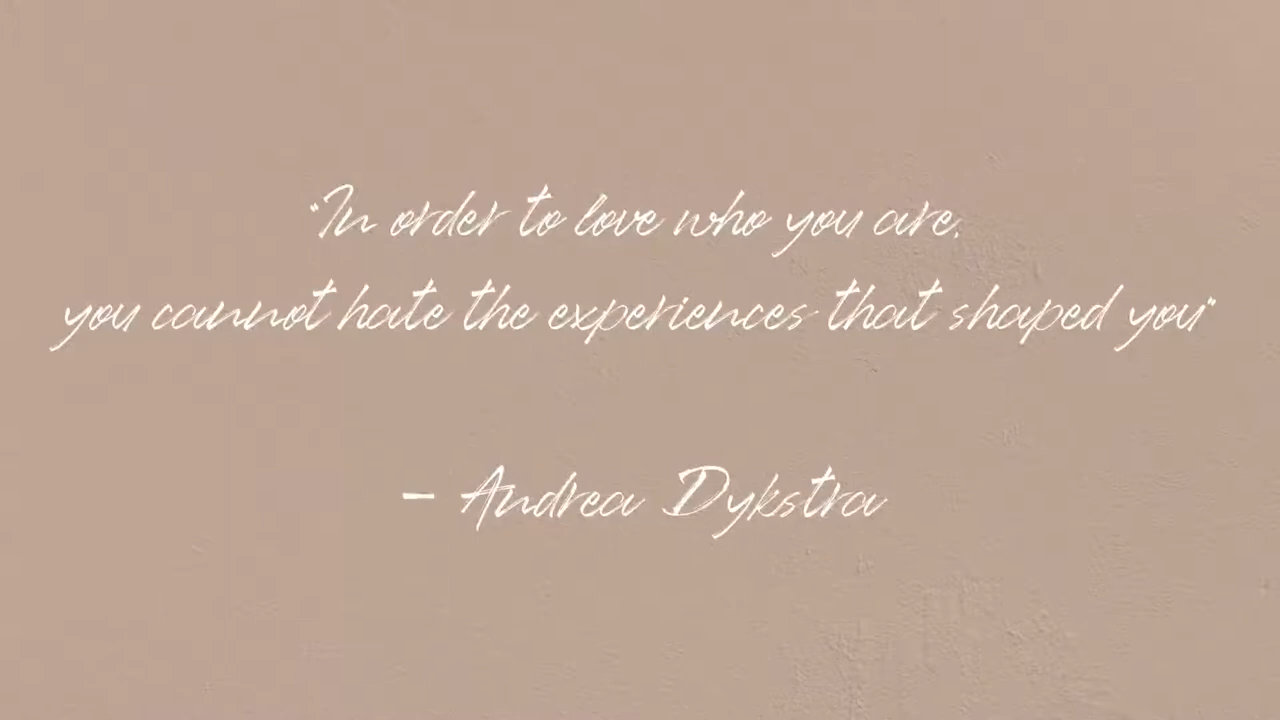 "In order to love who you are,
you cannot hate the experiences that shaped you"
- Andrea Dykstra